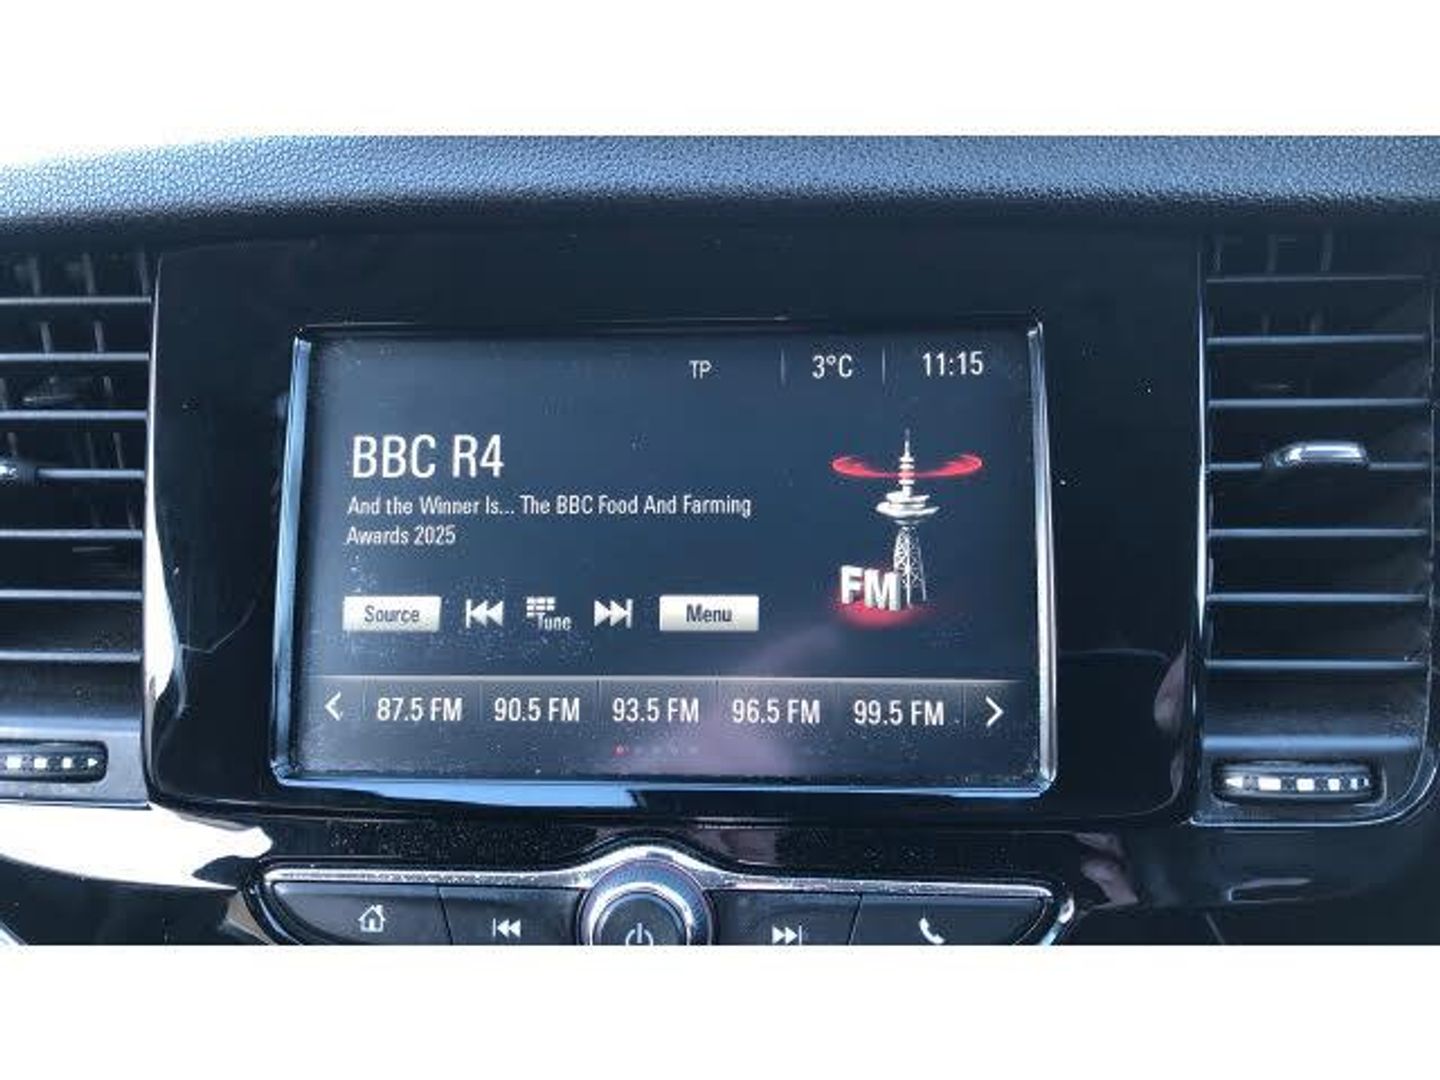 TP 3°C 11:15
BBC R4
And the Winner Is... The BBC Food And Farming
Awards 2025
FM
Source Tune Menu
87.5 FM 90.5 FM 93.5 FM 96.5 FM 99.5 FM